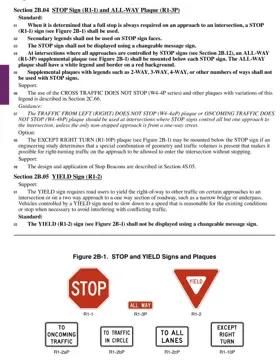 Section 2B.04 STOP Sign (R1-1) and ALL-WAY Plaque (R1-3P)
Standard:
01 When it is determined that a full stop is always required on an approach to an intersection, a STOP
(R1-1) sign (see Figure 2B-1) shall be used.
02 Secondary legends shall not be used on STOP sign faces.
03 The STOP sign shall not be displayed using a changeable message sign.
04 At intersections where all approaches are controlled by STOP signs (see Section 2B.12), an ALL-WAY
(R1-3P) supplemental plaque (see Figure 2B-1) shall be mounted below each STOP sign. The ALL-WAY
plaque shall have a white legend and border on a red background.
05 Supplemental plaques with legends such as 2-WAY, 3-WAY, 4-WAY, or other numbers of ways shall not
be used with STOP signs.
Support:
06 The use of the CROSS TRAFFIC DOES NOT STOP (W4-4P series) and other plaques with variations of this
legend is described in Section 2C.66.
Guidance:
07 The TRAFFIC FROM LEFT (RIGHT) DOES NOT STOP (W4-4aP) plaque or ONCOMING TRAFFIC DOES
NOT STOP (W4-4bP) plaque should be used at intersections where STOP signs control all but one approach to
the intersection, unless the only non-stopped approach is from a one-way street.
Option:
08 The EXCEPT RIGHT TURN (R1-10P) plaque (see Figure 2B-1) may be mounted below the STOP sign if an
engineering study determines that a special combination of geometry and traffic volumes is present that makes it
possible for right-turning traffic on the approach to be allowed to enter the intersection without stopping.
Support:
09 The design and application of Stop Beacons are described in Section 4S.05.
Section 2B.05 YIELD Sign (R1-2)
Support:
01 The YIELD sign requires road users to yield the right-of-way to other traffic on certain approaches to an
intersection or on a two way approach to a one way section of roadway, such as a narrow bridge or underpass.
Vehicles controlled by a YIELD sign need to slow down to a speed that is reasonable for the existing conditions
or stop when necessary to avoid interfering with conflicting traffic.
Standard:
02 The YIELD (R1-2) sign (see Figure 2B-1) shall not be displayed using a changeable message sign.
Figure 2B-1. STOP and YIELD Signs and Plaques
STOP
ALL WAY
YIELD
R1-1
R1-3P
R1-2
TO
ONCOMING
TRAFFIC
TO TRAFFIC
IN CIRCLE
TO ALL
LANES
EXCEPT
RIGHT
TURN
R1-2aP
R1-2bP
R1-2cP
R1-10P